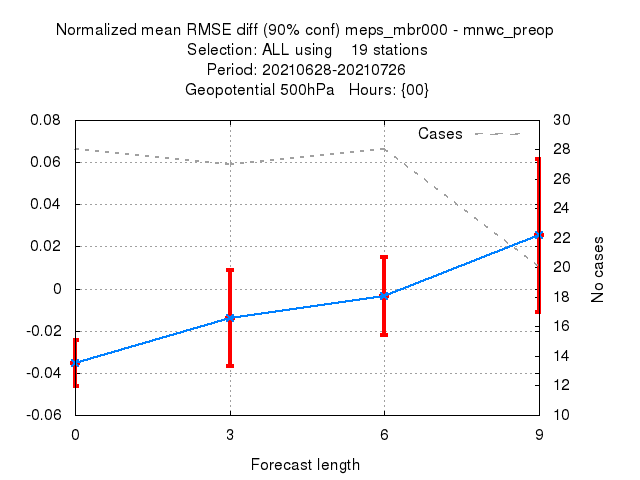 Normalized mean RMSE diff (90% conf) meps_mbr000 - mnwc_preop
Selection: ALL using    19 stations
Period: 20210628-20210726
Geopotential 500hPa   Hours: {00}
Cases
0.08
0.06
0.04
0.02
0
-0.02
-0.04
-0.06
30
28
26
24
22
20
18
16
14
12
10
No cases
0 3 6 9
Forecast length